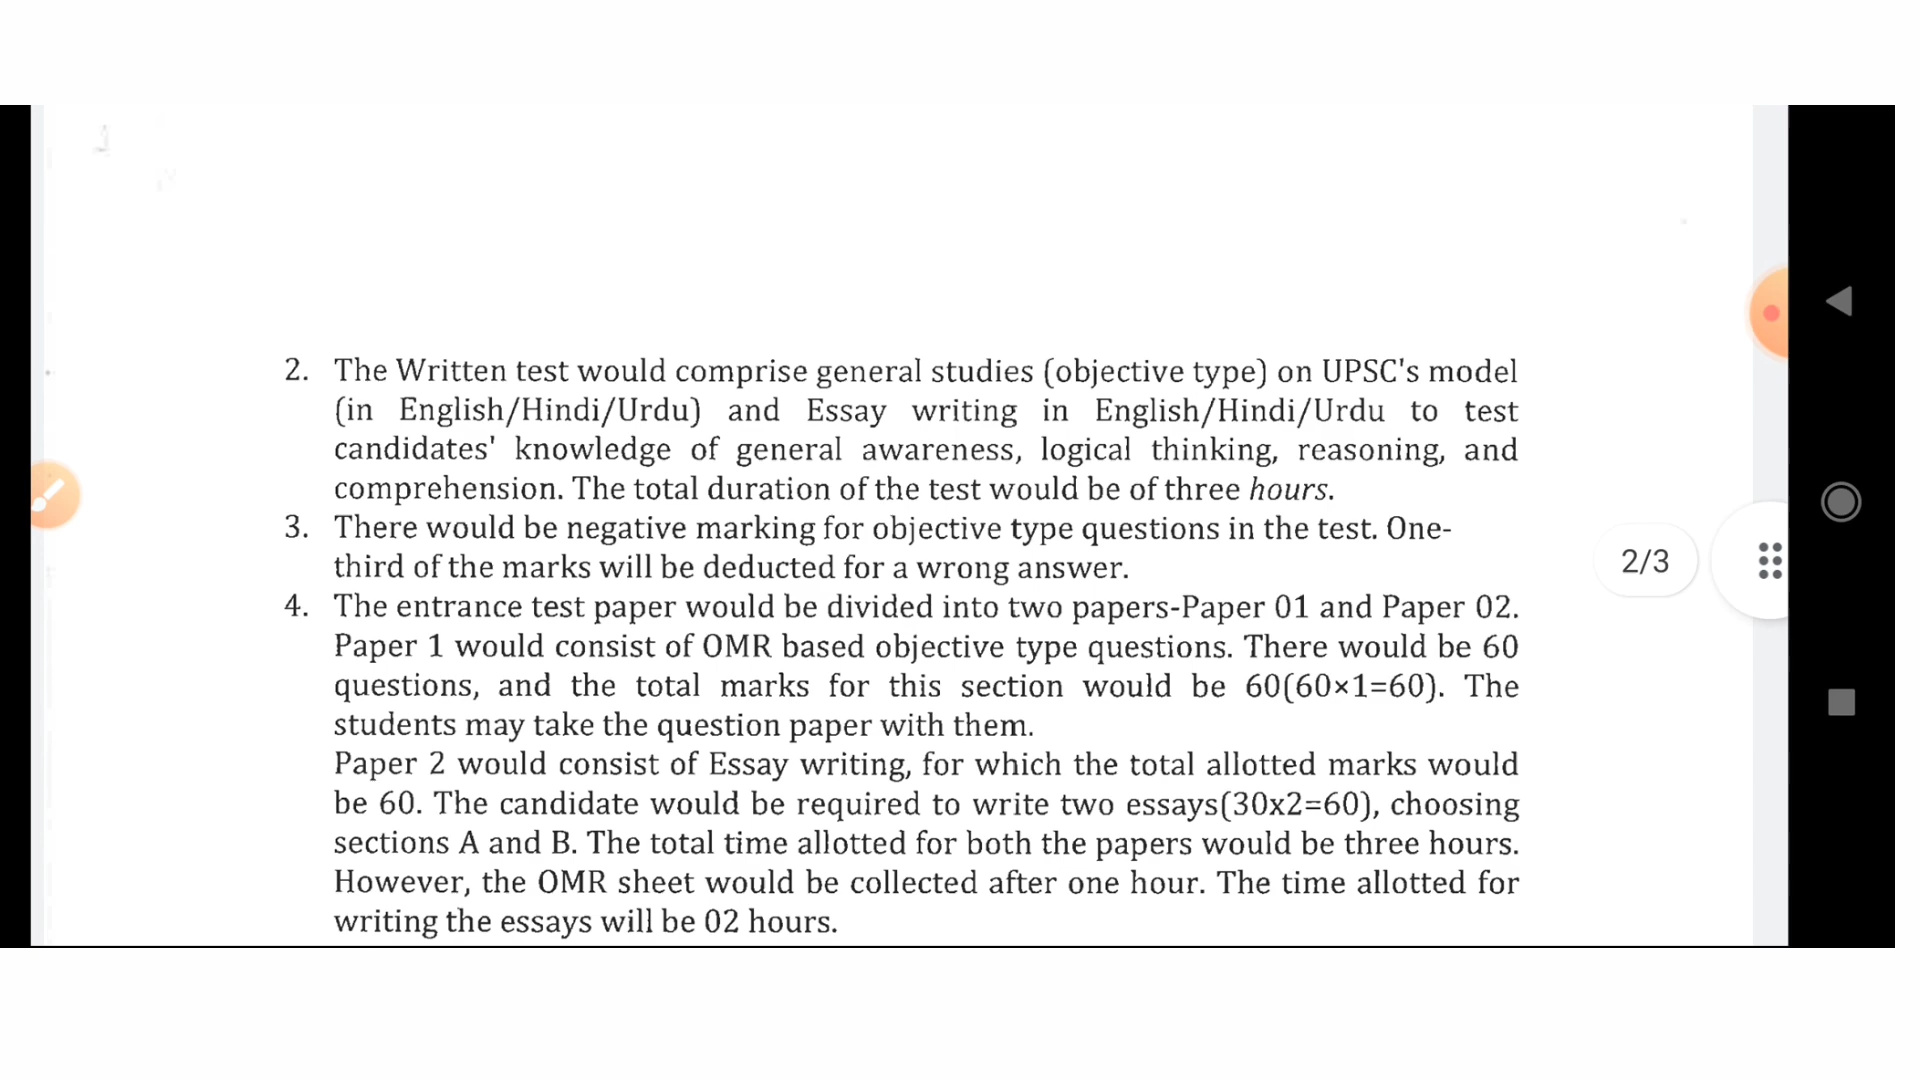 2. The Written test would comprise general studies (objective type) on UPSC's model
(in English/Hindi/Urdu) and Essay writing in English/Hindi/Urdu to test
candidates' knowledge of general awareness, logical thinking, reasoning, and
comprehension. The total duration of the test would be of three hours.
3. There would be negative marking for objective type questions in the test. One-
third of the marks will be deducted for a wrong answer.
4. The entrance test paper would be divided into two papers-Paper 01 and Paper 02.
Paper 1 would consist of OMR based objective type questions. There would be 60
questions, and the total marks for this section would be 60(60×1=60). The
students may take the question paper with them.
Paper 2 would consist of Essay writing, for which the total allotted marks would
be 60. The candidate would be required to write two essays(30x2=60), choosing
sections A and B. The total time allotted for both the papers would be three hours.
However, the OMR sheet would be collected after one hour. The time allotted for
writing the essays will be 02 hours.
2/3